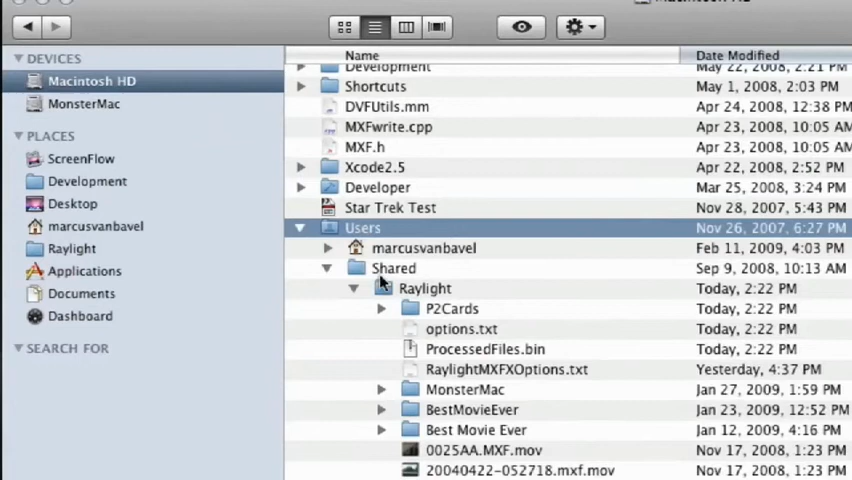 Macintosh HD
DEVICES
Macintosh HD
MonsterMac
PLACES
ScreenFlow
Development
Desktop
marcusvanbavel
Raylight
Applications
Documents
Dashboard
SEARCH FOR
Name Date Modified
Development May 22, 2008, 2:21 P
Shortcuts May 1, 2008, 2:03 PM
DVFUtils.mm Apr 24, 2008, 12:38 PM
MXFwrite.cpp Apr 23, 2008, 10:05 AM
MXF.h Apr 23, 2008, 10:05 AM
Xcode2.5 Apr 22, 2008, 2:52 PM
Developer Mar 25, 2008, 3:24 PM
Star Trek Test Nov 28, 2007, 5:43 PM
Users Nov 26, 2007, 6:27 PM
marcusvanbavel Feb 11, 2009, 4:03 PM
Shared Sep 9, 2008, 10:13 AM
Raylight Today, 2:22 PM
P2Cards Today, 2:22 PM
options.txt Today, 2:22 PM
ProcessedFiles.bin Today, 2:22 PM
RaylightMXFXOptions.txt Yesterday, 4:37 PM
MonsterMac Jan 27, 2009, 1:59 PM
BestMovieEver Jan 23, 2009, 12:52 PM
Best Movie Ever Jan 12, 2009, 4:16 PM
0025AA.MXF.mov Nov 17, 2008, 1:23 PM
20040422-052718.mxf.mov Nov 17, 2008, 1:23 PM